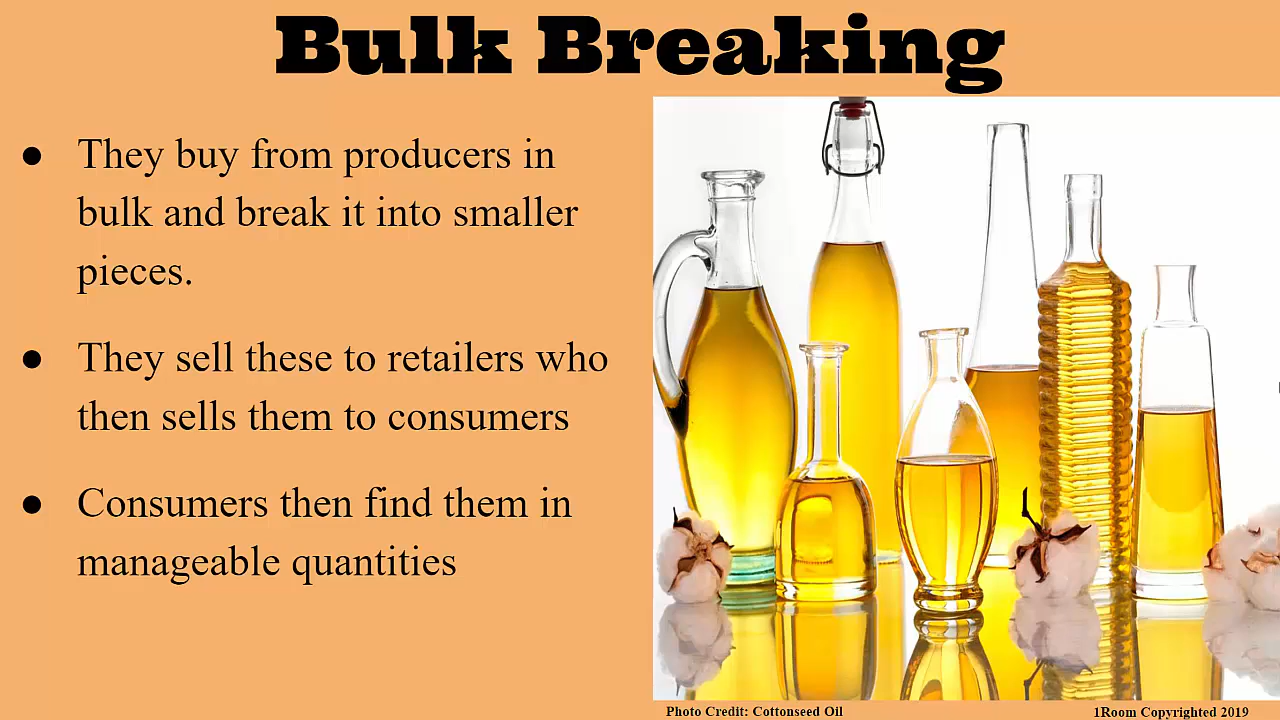 Bulk Breaking
● They buy from producers in
bulk and break it into smaller
pieces.
● They sell these to retailers who
then sells them to consumers
● Consumers then find them in
manageable quantities
Photo Credit: Cottonseed Oil
1Room Copyrighted 2019